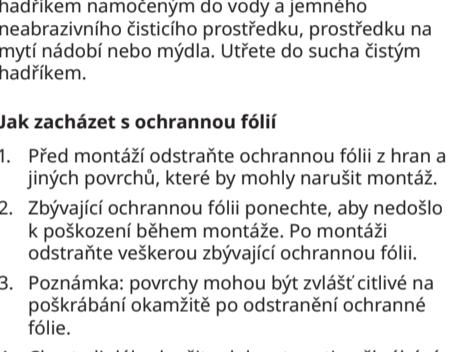 hadříkem namočeným do vody a jemného
neabrazivního čisticího prostředku, prostředku na
mytí nádobí nebo mýdla. Utřete do sucha čistým
hadříkem.
Jak zacházet s ochrannou fólií
1. Před montáží odstraňte ochrannou fólii z hran a
jiných povrchů, které by mohly narušit montáž.
2. Zbývající ochrannou fólii ponechte, aby nedošlo
k poškození během montáže. Po montáži
odstraňte veškerou zbývající ochrannou fólii.
3. Poznámka: povrchy mohou být zvlášť citlivé na
poškrábání okamžitě po odstranění ochranné
fólie.